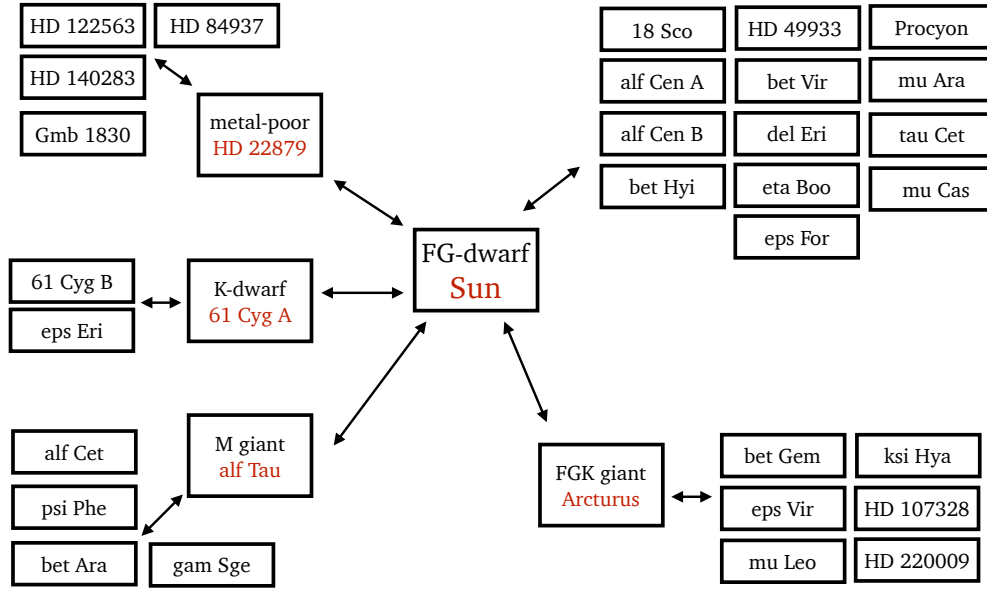 HD 122563
HD 84937
HD 140283
Gmb 1830
metal-poor
HD 22879
18 Sco
HD 49933
Procyon
alf Cen A
bet Vir
mu Ara
alf Cen B
del Eri
tau Cet
bet Hyi
eta Boo
mu Cas
eps For
FG-dwarf
Sun
61 Cyg B
eps Eri
K-dwarf
61 Cyg A
alf Cet
psi Phe
bet Ara
gam Sge
M giant
alf Tau
FGK giant
Arcturus
bet Gem
ksi Hya
eps Vir
HD 107328
mu Leo
HD 220009